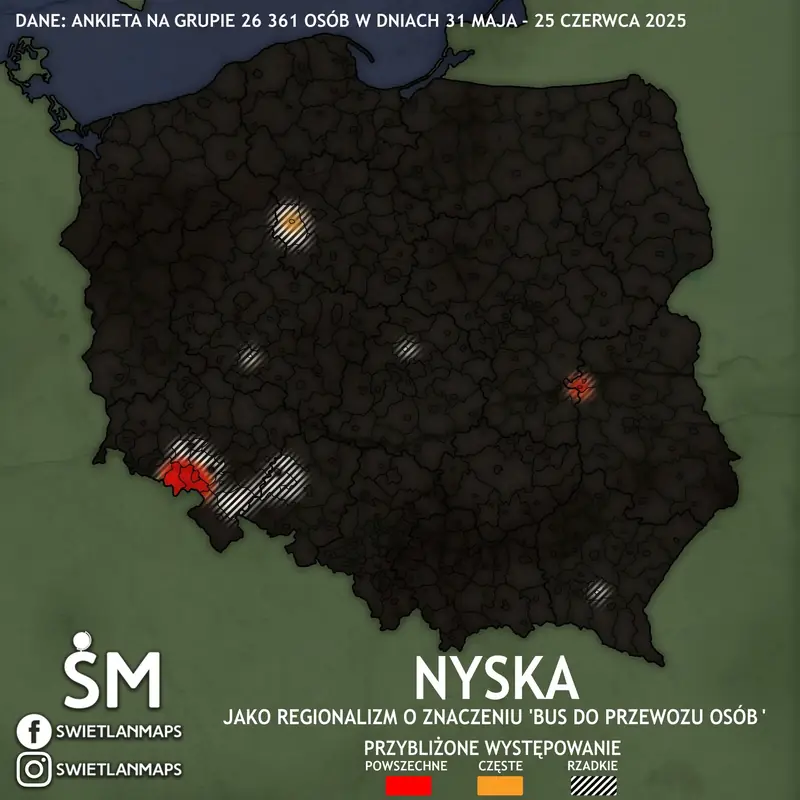 DANE: ANKIETA NA GRUPIE 26 361 OSÓB W DNIACH 31 MAJA - 25 CZERWCA 2025
ŚM
SWIETLANMAPS
SWIETLANMAPS
NYSKA
JAKO REGIONALIZM O ZNACZENIU 'BUS DO PRZEWOZU OSÓB'
PRZYBLIŻONE WYSTĘPOWANIE
POWSZECHNE CZĘSTE RZADKIE